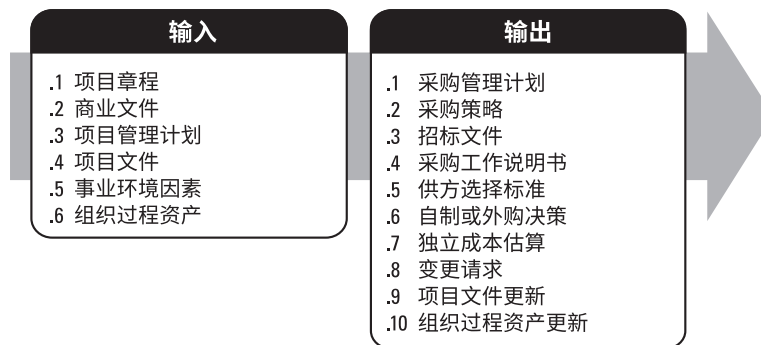 输入
.1 项目章程
.2 商业文件
.3 项目管理计划
.4 项目文件
.5 事业环境因素
.6 组织过程资产
输出
.1 采购管理计划
.2 采购策略
.3 招标文件
.4 采购工作说明书
.5 供方选择标准
.6 自制或外购决策
.7 独立成本估算
.8 变更请求
.9 项目文件更新
.10 组织过程资产更新